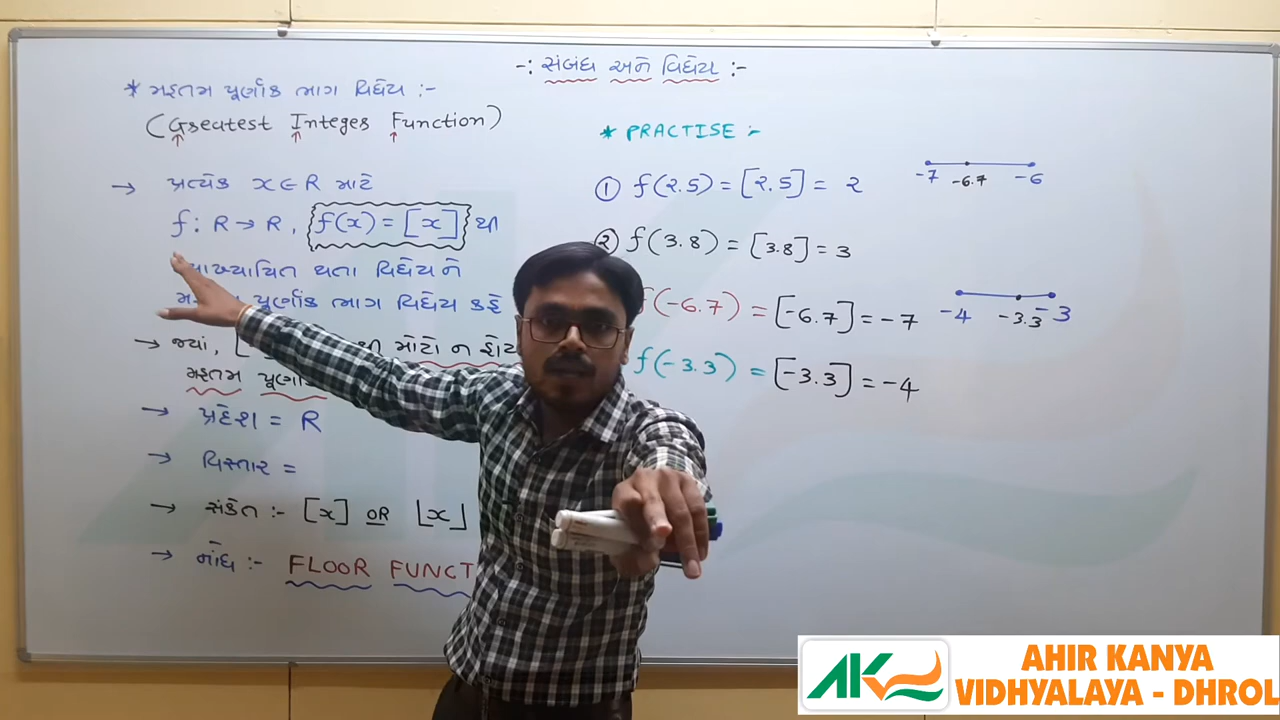 -: સંબંધ અને વિધેય :-
* મહત્તમ પૂર્ણાંક ભાગ વિધેય :-
(Greatest Integer Function)
→ પ્રત્યેક x∈R માટે
f: R → R, f(x) = [x] થી
વ્યાખ્યાયિત થતા વિધેય ને
પૂર્ણાંક ભાગ વિધેય કહે
→ જ્યાં, [ થી મોટો ન હોય
મહત્તમ પૂર્ણાં
→ પ્રદેશ = R
→ વિસ્તાર =
→ સંકેત :- [x] OR ⌊x⌋
→ નોંધ :- FLOOR FUNCT
* PRACTISE :-
① f(2.5) = [2.5] = 2
② f(3.8) = [3.8] = 3
f(-6.7) = [-6.7] = -7
f(-3.3) = [-3.3] = -4
-7 -6.7 -6
-4 -3.3 -3
AK
AHIR KANYA
VIDHYALAYA - DHROL